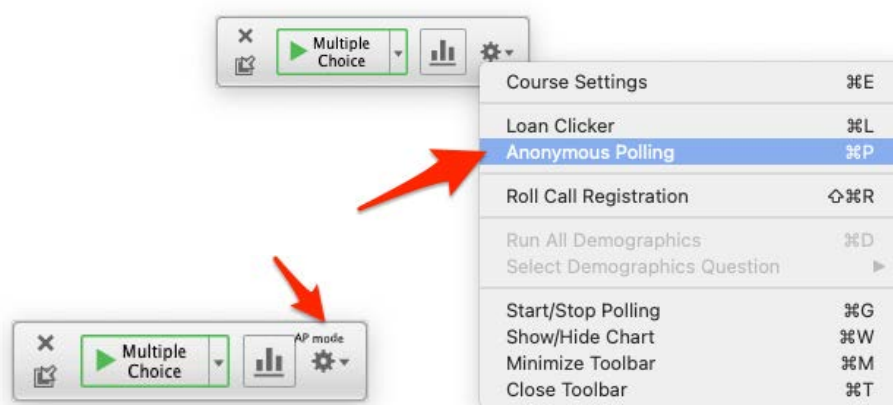 Multiple
Choice
Course Settings ⌘E
Loan Clicker ⌘L
Anonymous Polling ⌘P
Roll Call Registration ⇧⌘R
Run All Demographics ⌘D
Select Demographics Question ▶
Start/Stop Polling ⌘G
Show/Hide Chart ⌘W
Minimize Toolbar ⌘M
Close Toolbar ⌘T
AP mode
Multiple
Choice